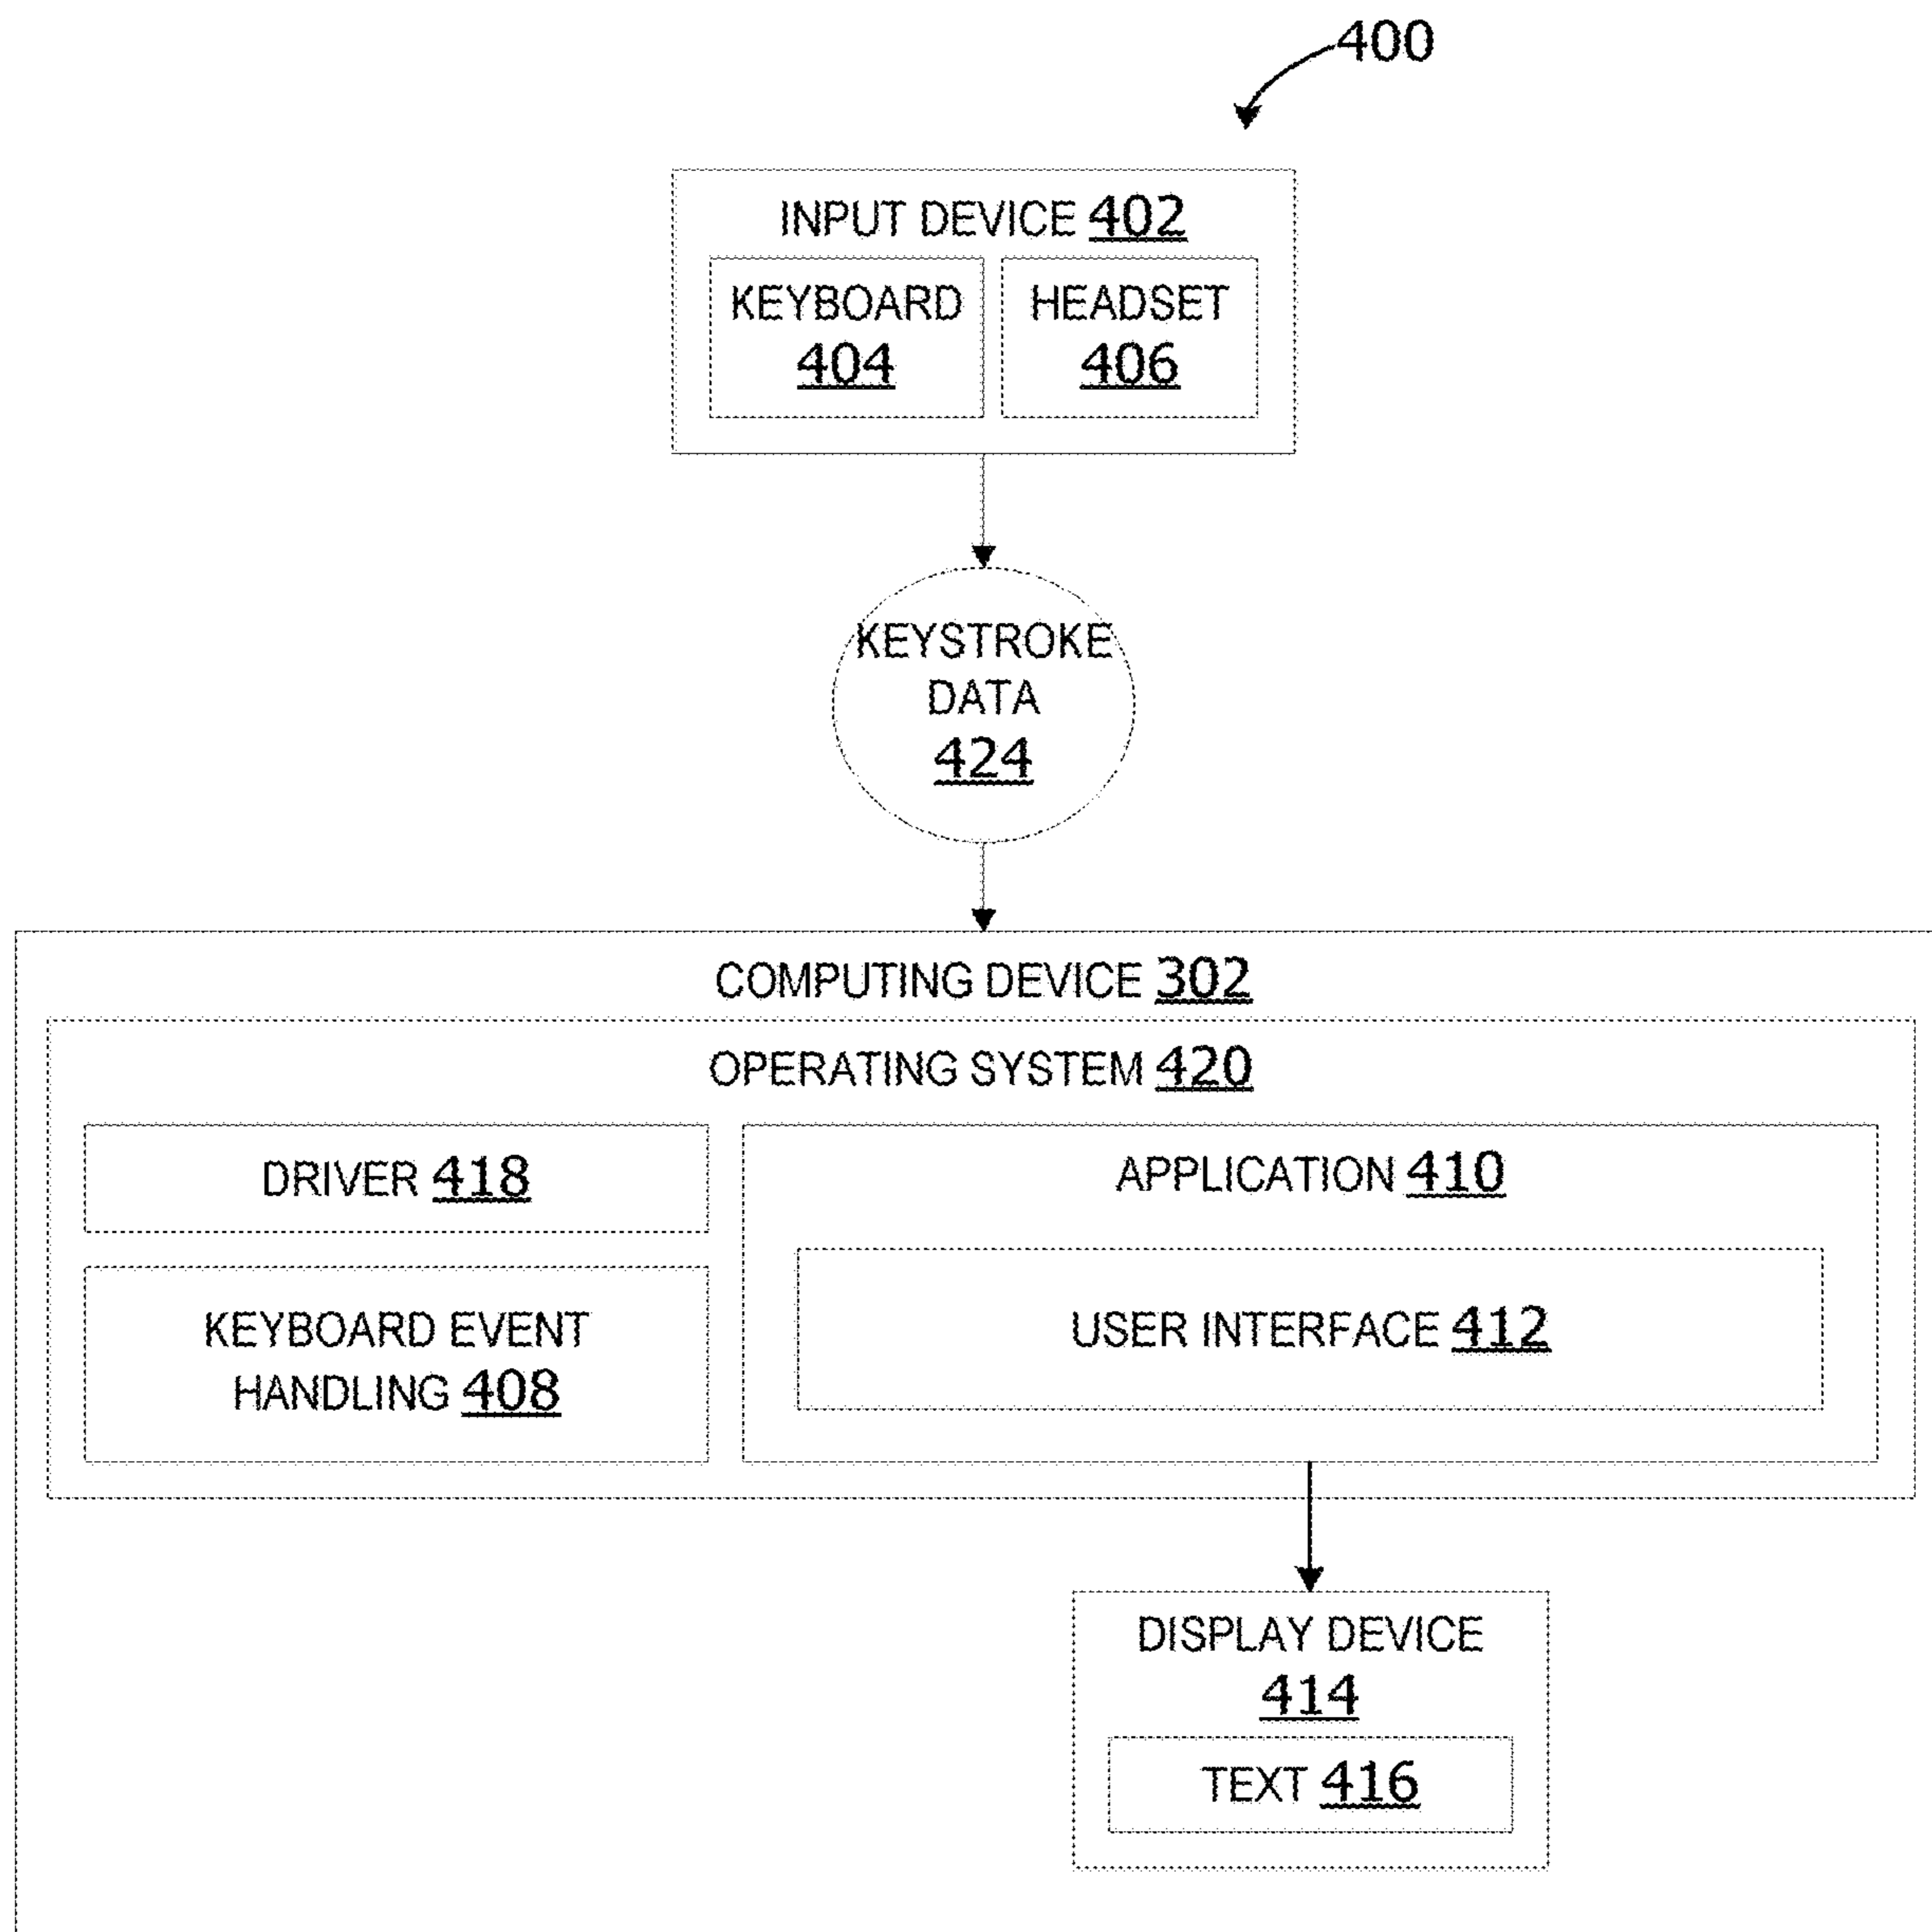 400
INPUT DEVICE 402
KEYBOARD
404
HEADSET
406
KEYSTROKE
DATA
424
COMPUTING DEVICE 302
OPERATING SYSTEM 420
DRIVER 418
KEYBOARD EVENT
HANDLING 408
APPLICATION 410
USER INTERFACE 412
DISPLAY DEVICE
414
TEXT 416